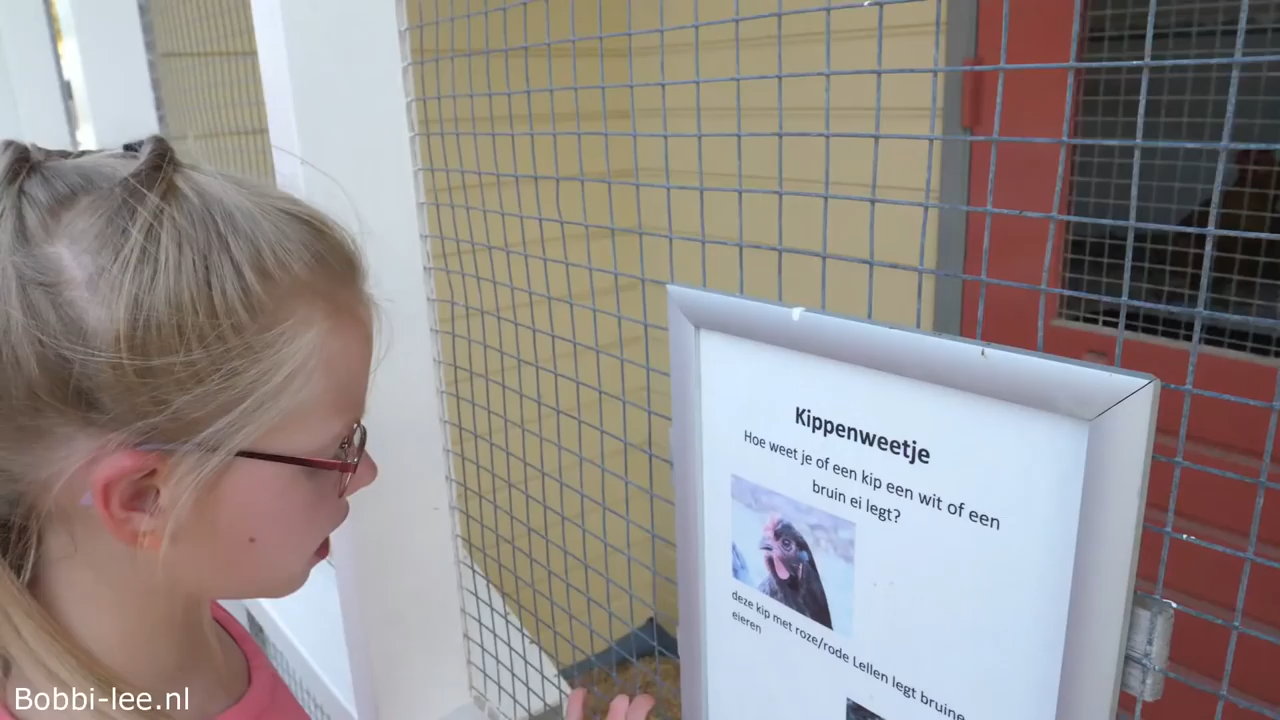 Kippenweetje
Hoe weet je of een kip een wit of een
bruin ei legt?
deze kip met roze/rode Lellen legt bruine
eieren
Bobbi-lee.nl